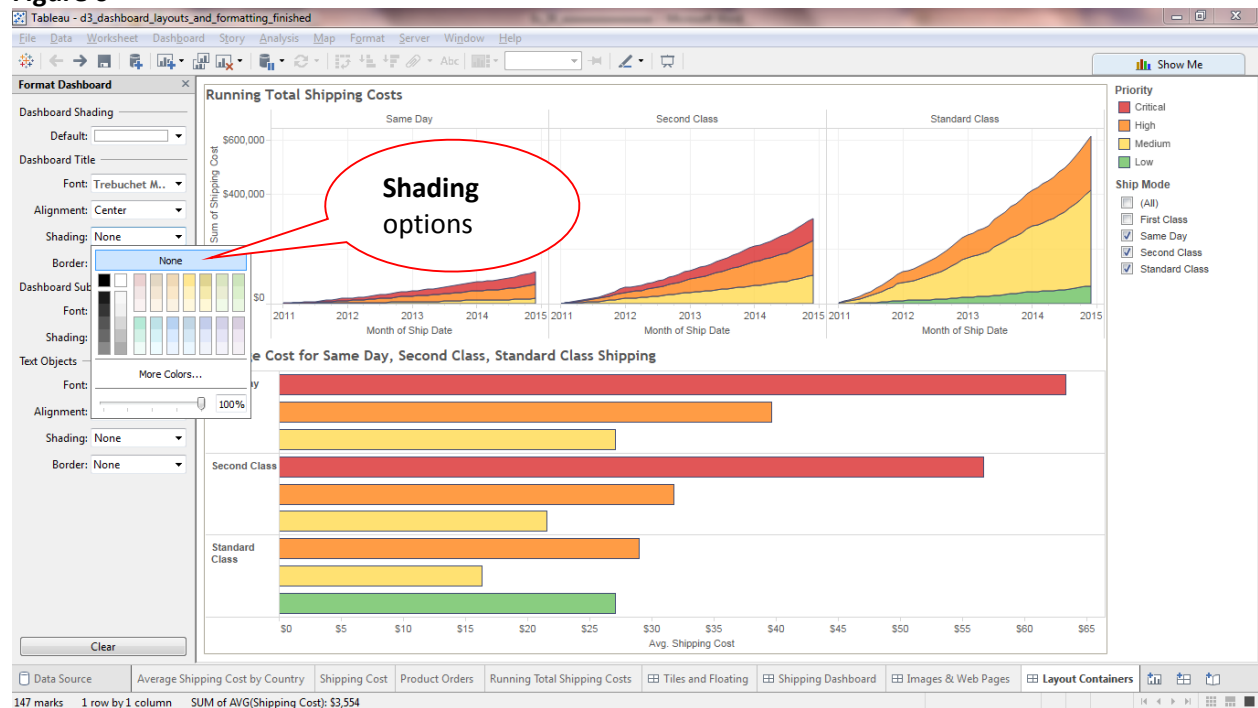 Tableau - d3_dashboard_layouts_and_formatting_finished
File Data Worksheet Dashboard Story Analysis Map Format Server Window Help
Abc
Show Me
Format Dashboard
Dashboard Shading
Default:
Dashboard Title
Font: Trebuchet M..
Alignment: Center
Shading: None
Border:
None
Dashboard Sub
Font:
Shading:
Text Objects
More Colors...
Font:
100%
Alignment:
Shading: None
Border: None
Clear
Running Total Shipping Costs
Same Day Second Class Standard Class
Sum of Shipping Cost
$600,000
$400,000
$0
2011 2012 2013 2014 2015 2011 2012 2013 2014 2015 2011 2012 2013 2014 2015
Month of Ship Date Month of Ship Date Month of Ship Date
Shading
options
e Cost for Same Day, Second Class, Standard Class Shipping
ay
Second Class
Standard
Class
$0 $5 $10 $15 $20 $25 $30 $35 $40 $45 $50 $55 $60 $65
Avg. Shipping Cost
Priority
Critical
High
Medium
Low
Ship Mode
(All)
First Class
Same Day
Second Class
Standard Class
Data Source Average Shipping Cost by Country Shipping Cost Product Orders Running Total Shipping Costs Tiles and Floating Shipping Dashboard Images & Web Pages Layout Containers
147 marks 1 row by 1 column SUM of AVG(Shipping Cost): $3,554